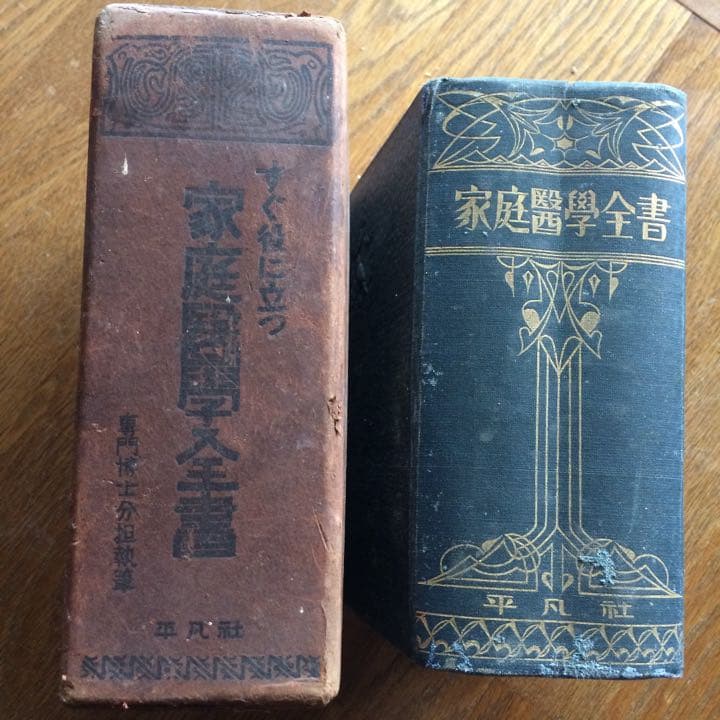 すぐ役に立つ
家庭醫學全書
專門博士分担執筆
平凡社
家庭醫學全書
平凡社